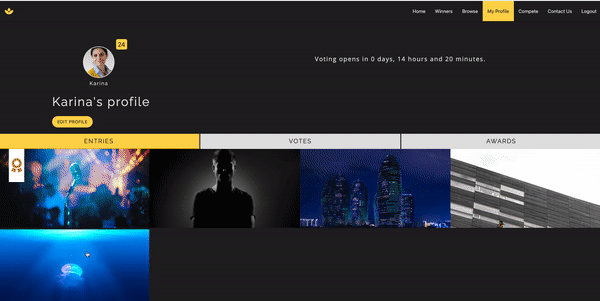 Home Winners Browse My Profile Compete Contact Us Logout
24
Karina
Voting opens in 0 days, 14 hours and 20 minutes.
Karina's profile
EDIT PROFILE
ENTRIES VOTES AWARDS